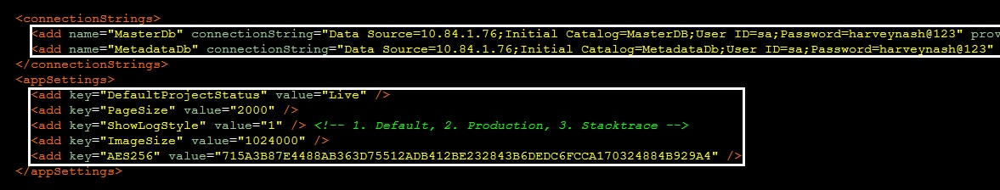 <connectionStrings>
<add name="MasterDb" connectionString="Data Source=10.84.1.76;Initial Catalog=MasterDB;User ID=sa;Password=harveynash@123" prov
<add name="MetadataDb" connectionString="Data Source=10.84.1.76;Initial Catalog=MetadataDb;User ID=sa;Password=harveynash@123"
</connectionStrings>
<appSettings>
<add key="DefaultProjectStatus" value="Live" />
<add key="PageSize" value="2000" />
<add key="ShowLogStyle" value="1" /> <!-- 1. Default, 2. Production, 3. Stacktrace -->
<add key="ImageSize" value="1024000" />
<add key="AES256" value="715A3B87E4488AB363D75512ADB412BE232843B6DEDC6FCCA170324884B929A4" />
</appSettings>